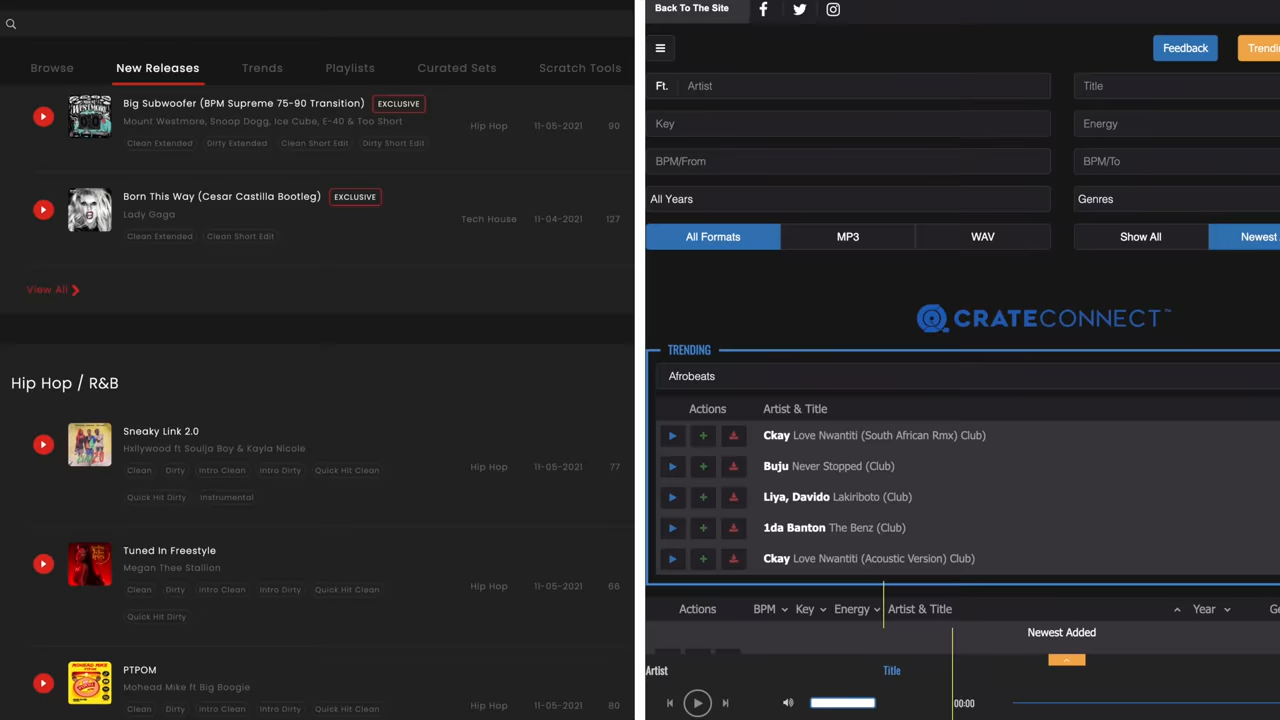 Browse New Releases Trends Playlists Curated Sets Scratch Tools
Big Subwoofer (BPM Supreme 75-90 Transition) EXCLUSIVE
Mount Westmore, Snoop Dogg, Ice Cube, E-40 & Too Short
Hip Hop 11-05-2021 90
Clean Extended Dirty Extended Clean Short Edit Dirty Short Edit
Born This Way (Cesar Castilla Bootleg) EXCLUSIVE
Lady Gaga
Tech House 11-04-2021 127
Clean Extended Clean Short Edit
View All
Hip Hop / R&B
Sneaky Link 2.0
Hxllywood ft Soulja Boy & Kayla Nicole
Hip Hop 11-05-2021 77
Clean Dirty Intro Clean Intro Dirty Quick Hit Clean
Quick Hit Dirty Instrumental
Tuned In Freestyle
Megan Thee Stallion
Hip Hop 11-05-2021 66
Clean Dirty Intro Clean Intro Dirty Quick Hit Clean
Quick Hit Dirty
PTPOM
Mohead Mike ft Big Boogie
Hip Hop 11-05-2021 80
Clean Dirty Intro Clean Intro Dirty Quick Hit Clean
Back To The Site
Feedback Trendin
Ft. Artist Title
Key Energy
BPM/From BPM/To
All Years Genres
All Formats MP3 WAV Show All Newest
CRATECONNECT™
TRENDING
Afrobeats
Actions Artist & Title
Ckay Love Nwantiti (South African Rmx) Club)
Buju Never Stopped (Club)
Liya, Davido Lakiriboto (Club)
1da Banton The Benz (Club)
Ckay Love Nwantiti (Acoustic Version) Club)
Actions BPM Key Energy Artist & Title Year Ge
Newest Added
Artist Title
00:00